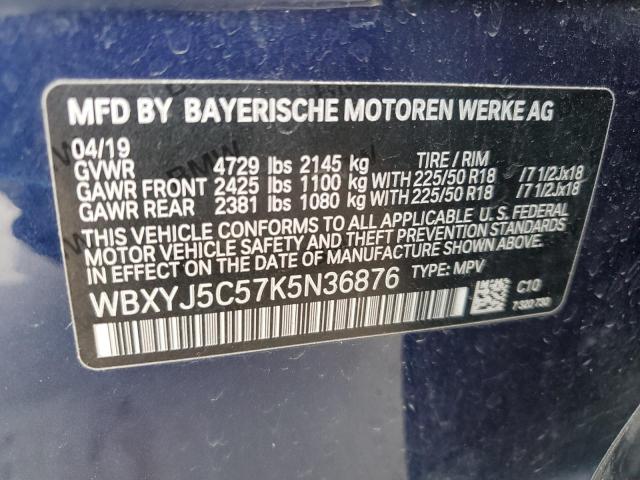 MFD BY BAYERISCHE MOTOREN WERKE AG
04/19 TIRE / RIM
GVWR 4729 lbs 2145 kg
GAWR FRONT 2425 lbs 1100 kg WITH 225/50 R18 /7 1/2Jx18
GAWR REAR 2381 lbs 1080 kg WITH 225/50 R18 /7 1/2Jx18
THIS VEHICLE CONFORMS TO ALL APPLICABLE U.S. FEDERAL
MOTOR VEHICLE SAFETY AND THEFT PREVENTION
STANDARDS IN EFFECT ON THE DATE OF MANUFACTURE SHOWN ABOVE.
WBXYJ5C57K5N36876 TYPE: MPV
C10
7 302 730